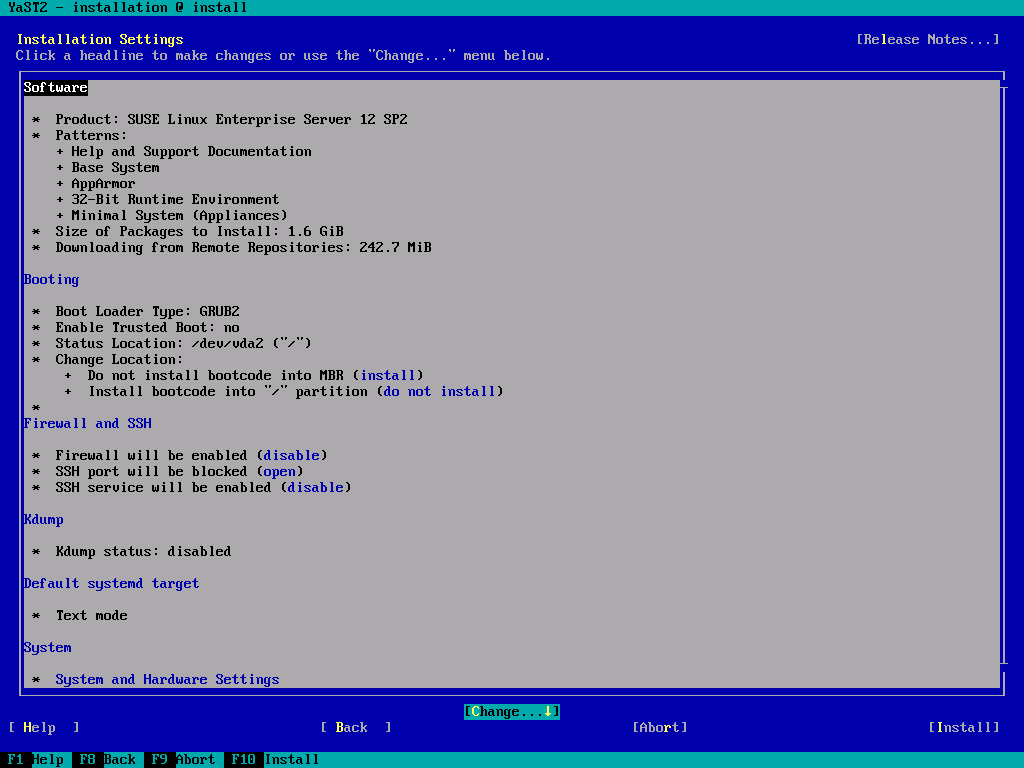 YaST2 - installation @ install
Installation Settings [Release Notes...]
Click a headline to make changes or use the "Change..." menu below.
Software
* Product: SUSE Linux Enterprise Server 12 SP2
* Patterns:
+ Help and Support Documentation
+ Base System
+ AppArmor
+ 32-Bit Runtime Environment
+ Minimal System (Appliances)
* Size of Packages to Install: 1.6 GiB
* Downloading from Remote Repositories: 242.7 MiB
Booting
* Boot Loader Type: GRUB2
* Enable Trusted Boot: no
* Status Location: /dev/vda2 ("/")
* Change Location:
+ Do not install bootcode into MBR (install)
+ Install bootcode into "/" partition (do not install)
*
Firewall and SSH
* Firewall will be enabled (disable)
* SSH port will be blocked (open)
* SSH service will be enabled (disable)
Kdump
* Kdump status: disabled
Default systemd target
* Text mode
System
* System and Hardware Settings
[Change...↓]
[ Help ] [ Back ] [Abort] [Install]
F1 Help F8 Back F9 Abort F10 Install